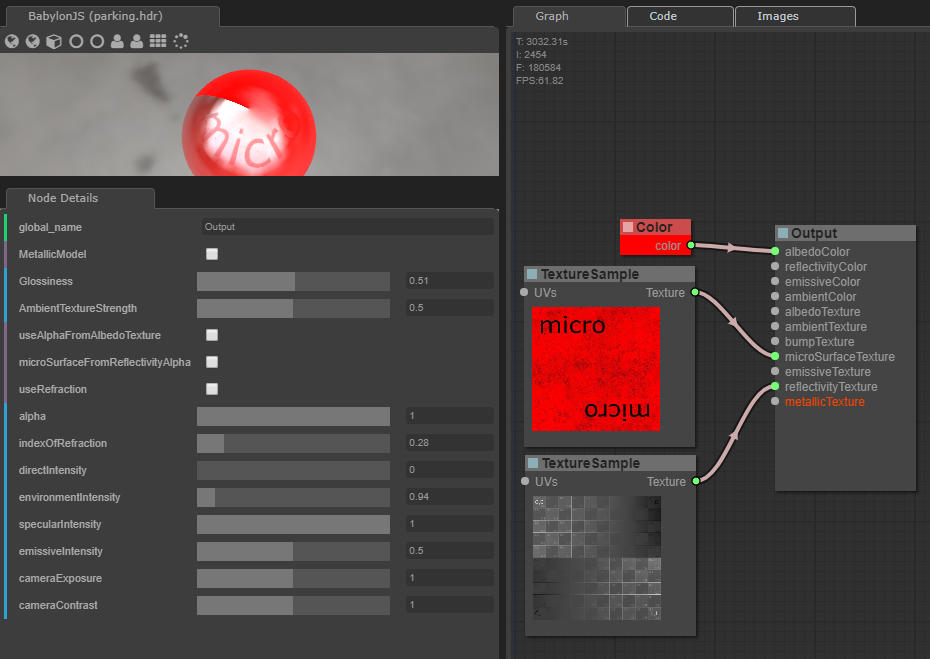 BabylonJS (parking.hdr)
micro
Node Details
global_name Output
MetallicModel
Glossiness 0.51
AmbientTextureStrength 0.5
useAlphaFromAlbedoTexture
microSurfaceFromReflectivityAlpha
useRefraction
alpha 1
indexOfRefraction 0.28
directIntensity 0
environmentIntensity 0.94
specularIntensity 1
emissiveIntensity 0.5
cameraExposure 1
cameraContrast 1
Graph Code Images
T: 3032.31s
I: 2454
F: 180584
FPS:61.82
Color
color
TextureSample
UVs Texture
micro
micro
TextureSample
UVs Texture
Output
albedoColor
reflectivityColor
emissiveColor
ambientColor
albedoTexture
ambientTexture
bumpTexture
microSurfaceTexture
emissiveTexture
reflectivityTexture
metallicTexture